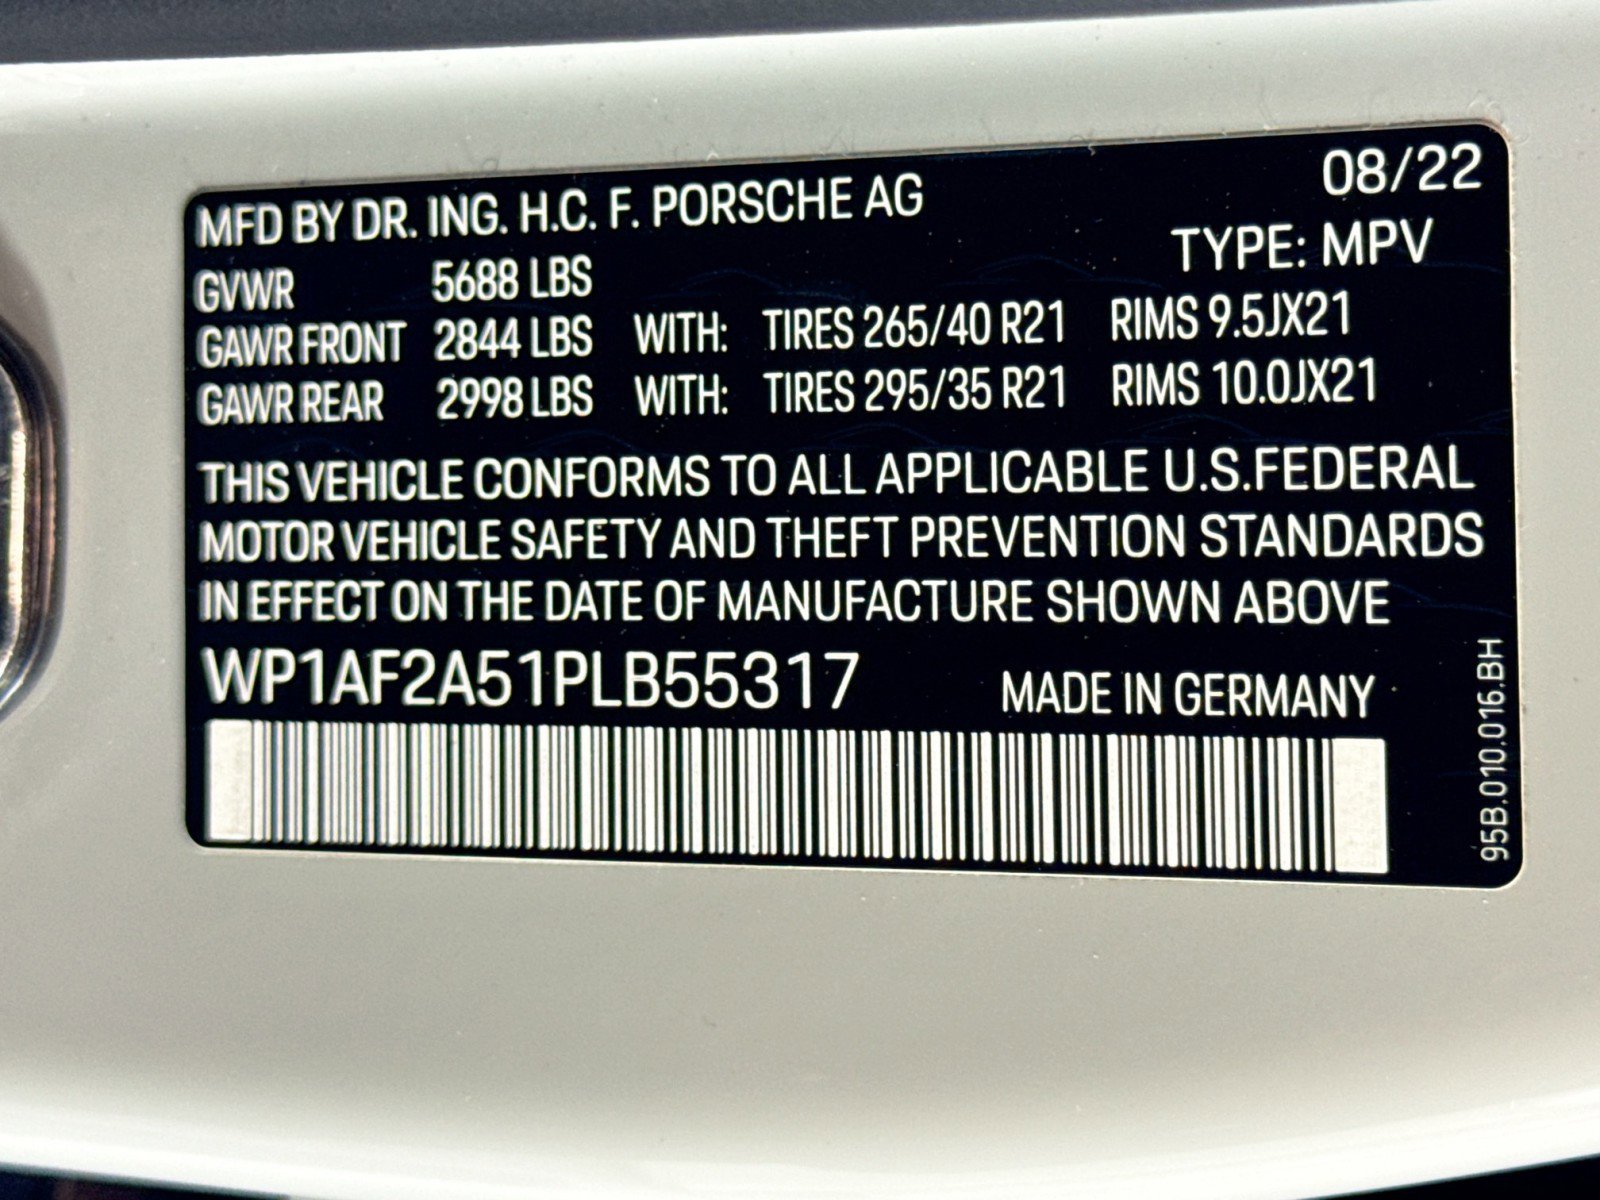 MFD BY DR. ING. H.C. F. PORSCHE AG 08/22
TYPE: MPV
GVWR 5688 LBS
GAWR FRONT 2844 LBS WITH: TIRES 265/40 R21 RIMS 9.5JX21
GAWR REAR 2998 LBS WITH: TIRES 295/35 R21 RIMS 10.0JX21
THIS VEHICLE CONFORMS TO ALL APPLICABLE U.S.FEDERAL
MOTOR VEHICLE SAFETY AND THEFT PREVENTION STANDARDS
IN EFFECT ON THE DATE OF MANUFACTURE SHOWN ABOVE
WP1AF2A51PLB55317 MADE IN GERMANY
95B.010.016.BH